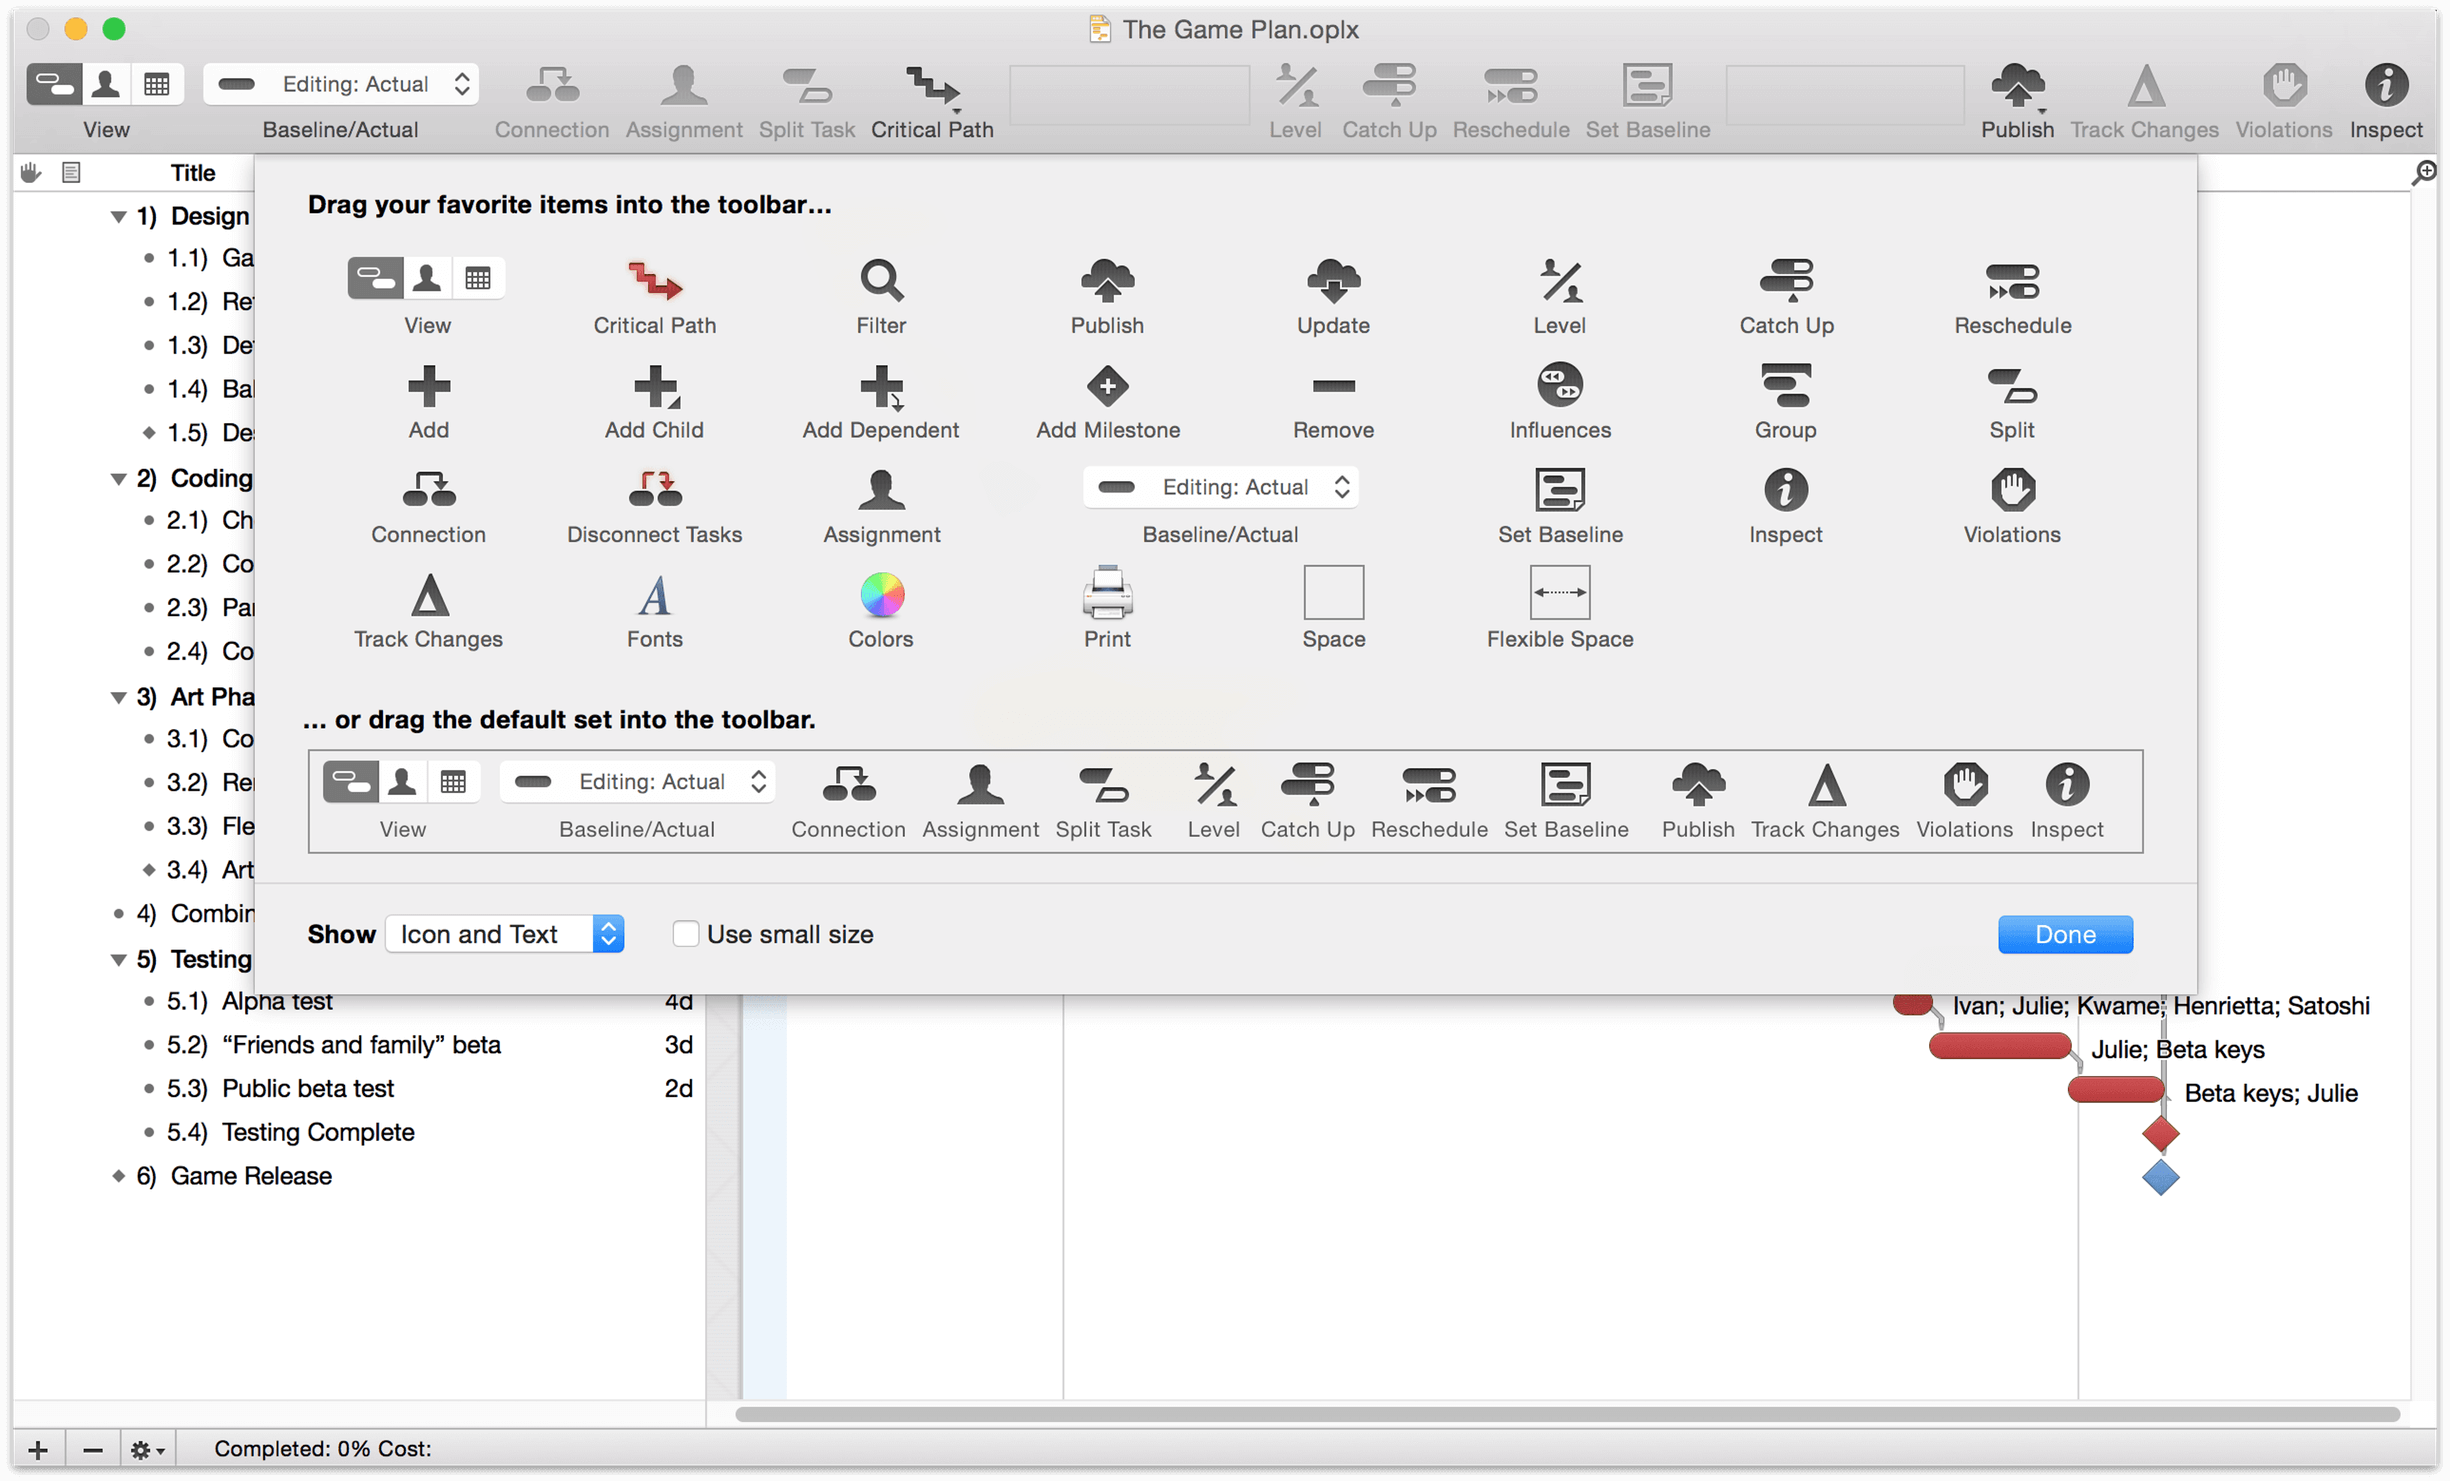 The Game Plan.oplx
Editing: Actual
View Baseline/Actual Connection Assignment Split Task Critical Path Level Catch Up Reschedule Set Baseline Publish Track Changes Violations Inspect
Title
Drag your favorite items into the toolbar...
View Critical Path Filter Publish Update Level Catch Up Reschedule
Add Add Child Add Dependent Add Milestone Remove Influences Group Split
Editing: Actual
Connection Disconnect Tasks Assignment Baseline/Actual Set Baseline Inspect Violations
Track Changes Fonts Colors Print Space Flexible Space
... or drag the default set into the toolbar.
Editing: Actual
View Baseline/Actual Connection Assignment Split Task Level Catch Up Reschedule Set Baseline Publish Track Changes Violations Inspect
Show Icon and Text Use small size Done
1) Design
1.1) Ga
1.2) Re
1.3) De
1.4) Bal
1.5) De
2) Coding
2.1) Ch
2.2) Co
2.3) Par
2.4) Co
3) Art Pha
3.1) Co
3.2) Re
3.3) Fle
3.4) Art
4) Combin
5) Testing
5.1) Alpha test 4d Ivan; Julie; Kwame; Henrietta; Satoshi
5.2) “Friends and family” beta 3d Julie; Beta keys
5.3) Public beta test 2d Beta keys; Julie
5.4) Testing Complete
6) Game Release
Completed: 0% Cost: